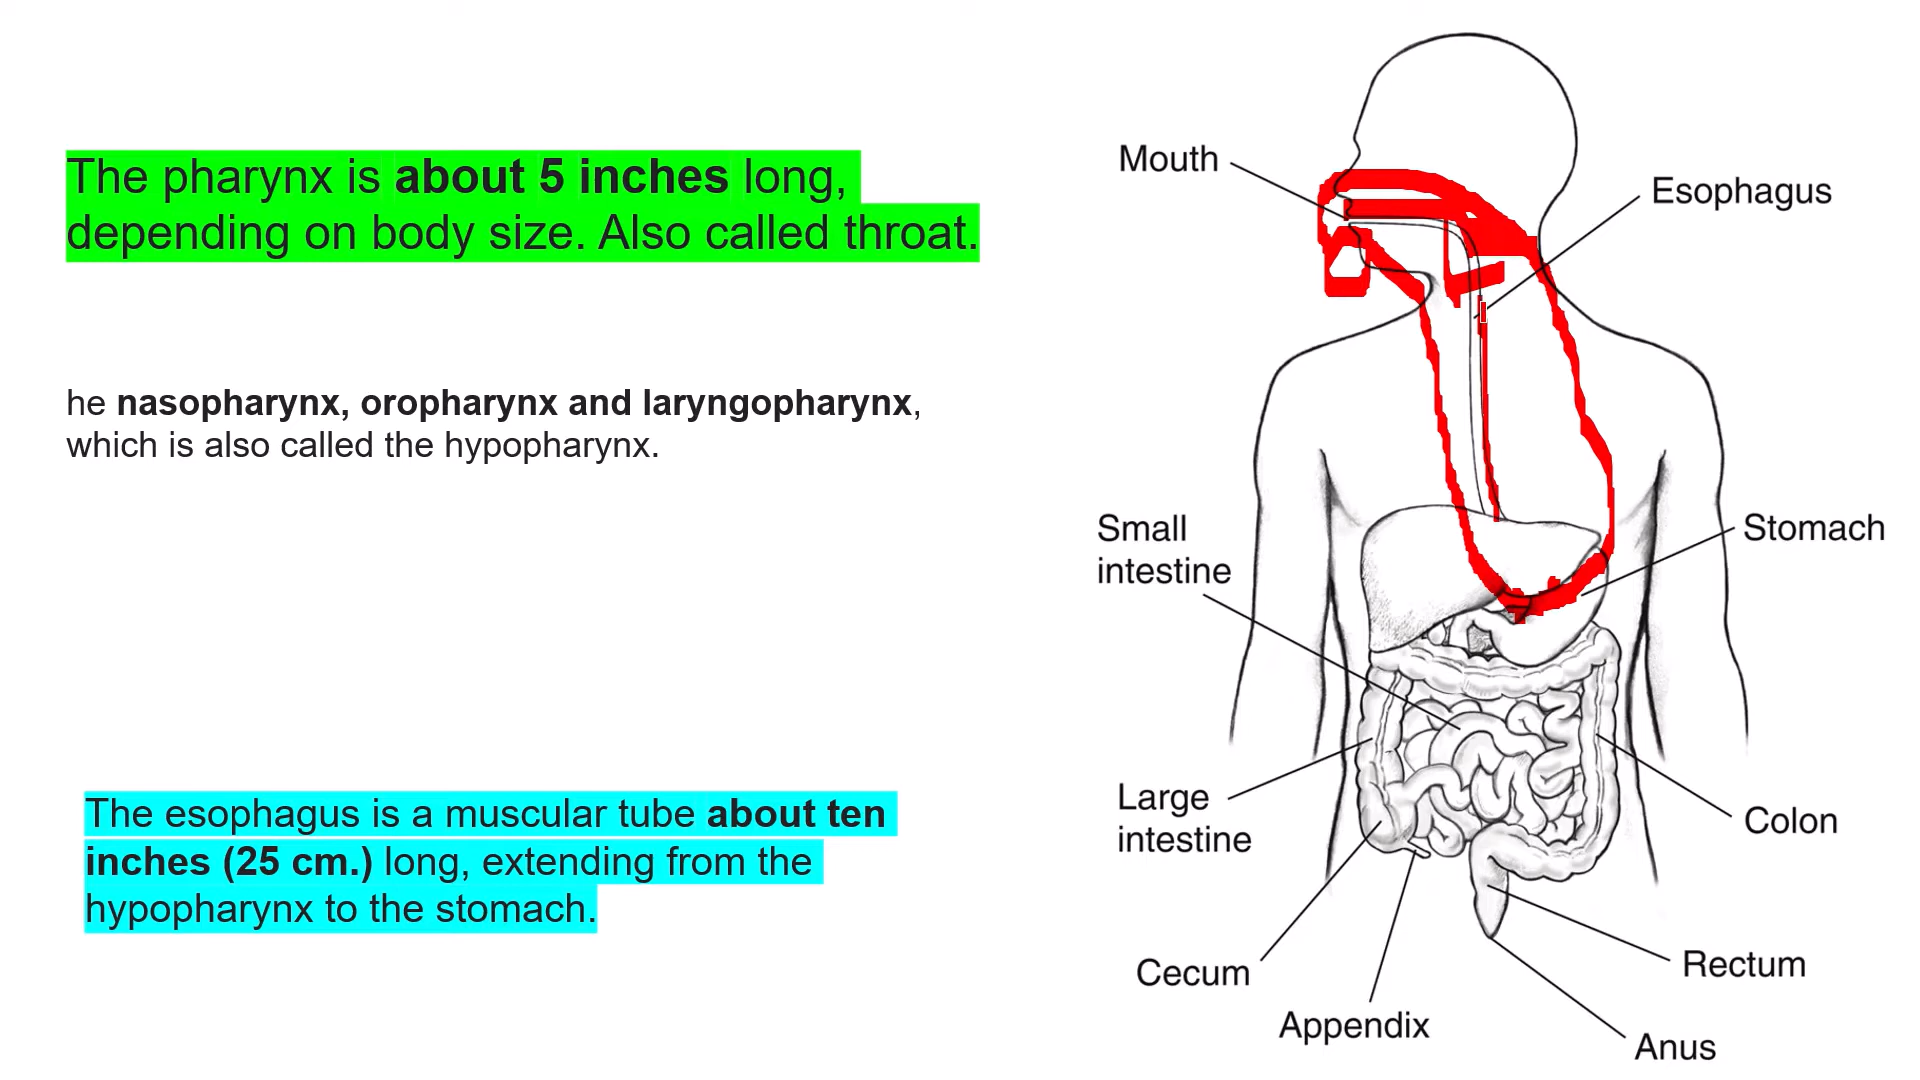 The pharynx is about 5 inches long,
depending on body size. Also called throat.
he nasopharynx, oropharynx and laryngopharynx,
which is also called the hypopharynx.
The esophagus is a muscular tube about ten
inches (25 cm.) long, extending from the
hypopharynx to the stomach.
Mouth
Esophagus
Small
intestine
Stomach
Large
intestine
Colon
Cecum
Rectum
Appendix
Anus